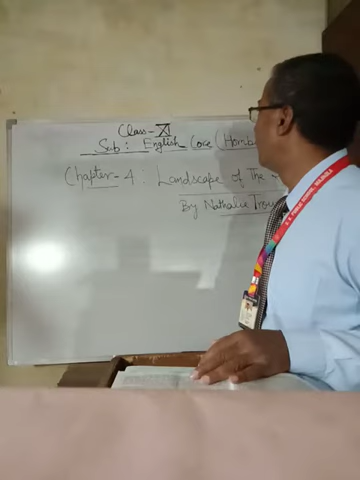 Class-XI
Sub: English Core (Hornb
Chapter-4: Landscape of The
By Nathalie Trou